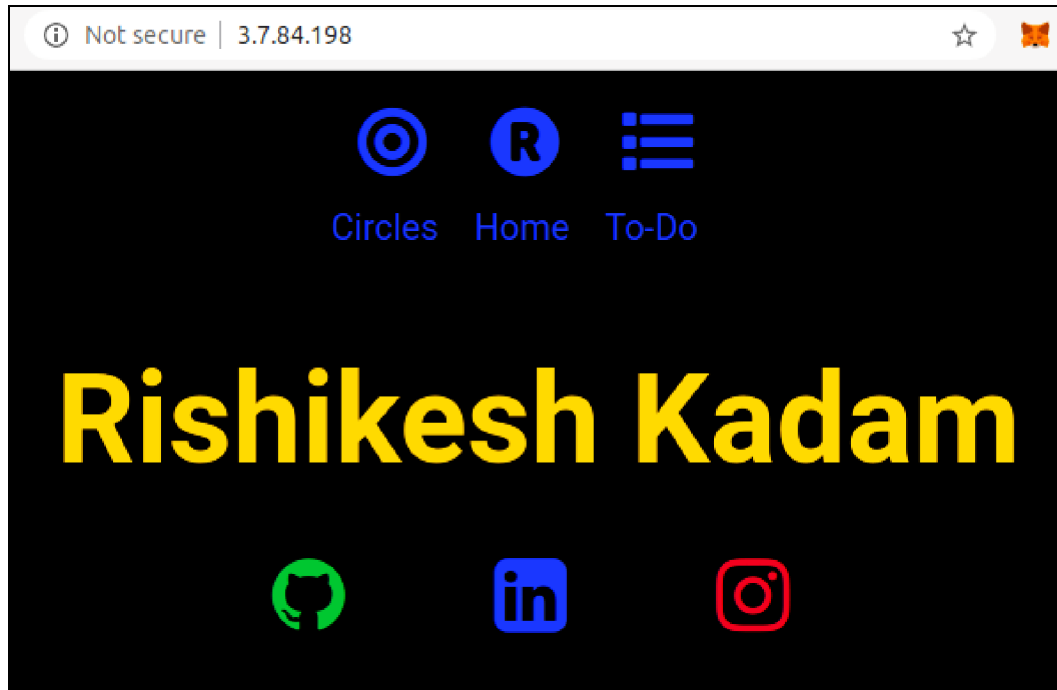 Not secure | 3.7.84.198
R
Circles Home To-Do
Rishikesh Kadam
in